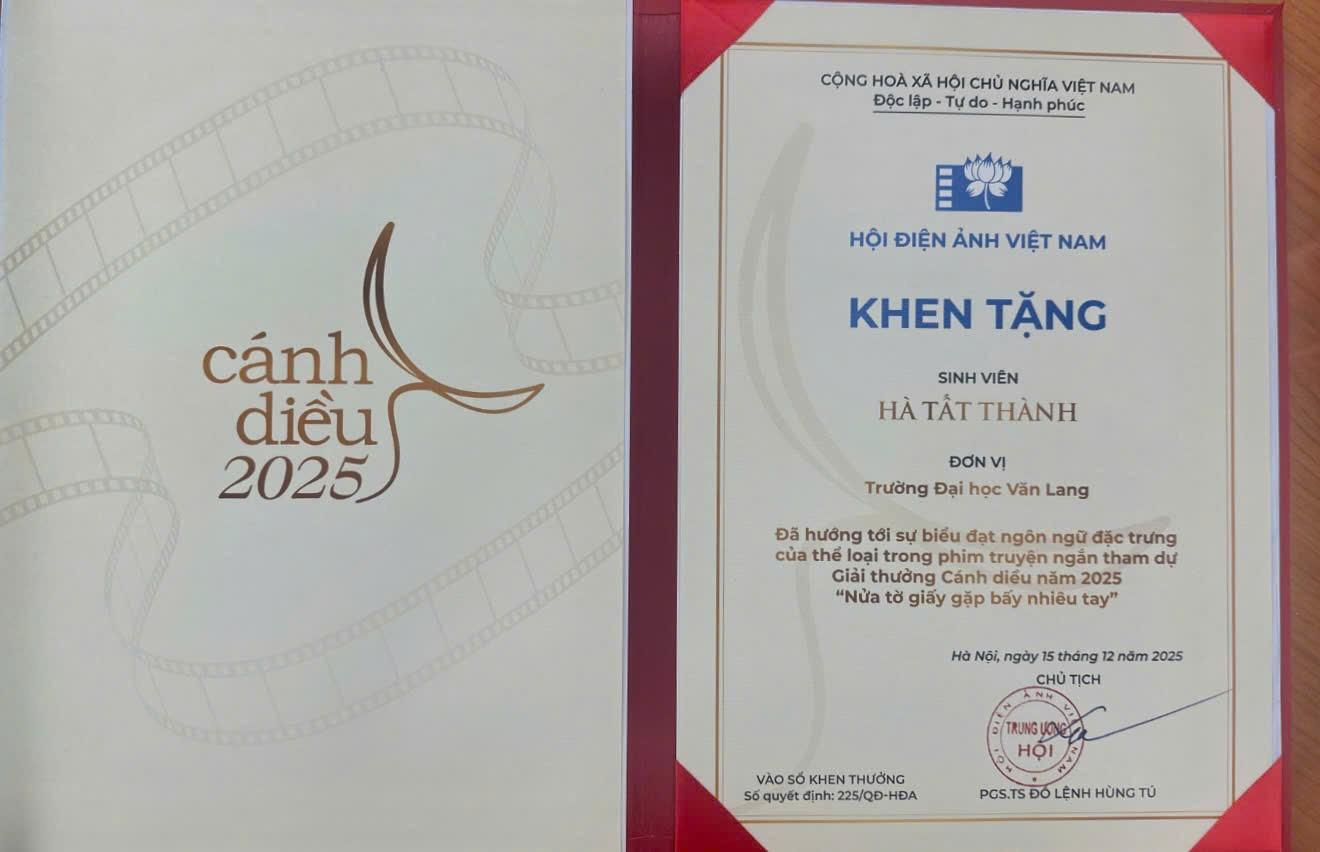 cánh
diều
2025
CỘNG HOÀ XÃ HỘI CHỦ NGHĨA VIỆT NAM
Độc lập - Tự do - Hạnh phúc
HỘI ĐIỆN ẢNH VIỆT NAM
KHEN TẶNG
SINH VIÊN
HÀ TẤT THÀNH
ĐƠN VỊ
Trường Đại học Văn Lang
Đã hướng tới sự biểu đạt ngôn ngữ đặc trưng
của thể loại trong phim truyện ngắn tham dự
Giải thưởng Cánh diều năm 2025
“Nửa tờ giấy gặp bấy nhiêu tay”
Hà Nội, ngày 15 tháng 12 năm 2025
CHỦ TỊCH
HỘI ĐIỆN ẢNH VIỆT NAM
TRUNG ƯƠNG
HỘI
VÀO SỔ KHEN THƯỞNG
Số quyết định: 225/QĐ-HĐA
PGS.TS ĐỖ LỆNH HÙNG TÚ